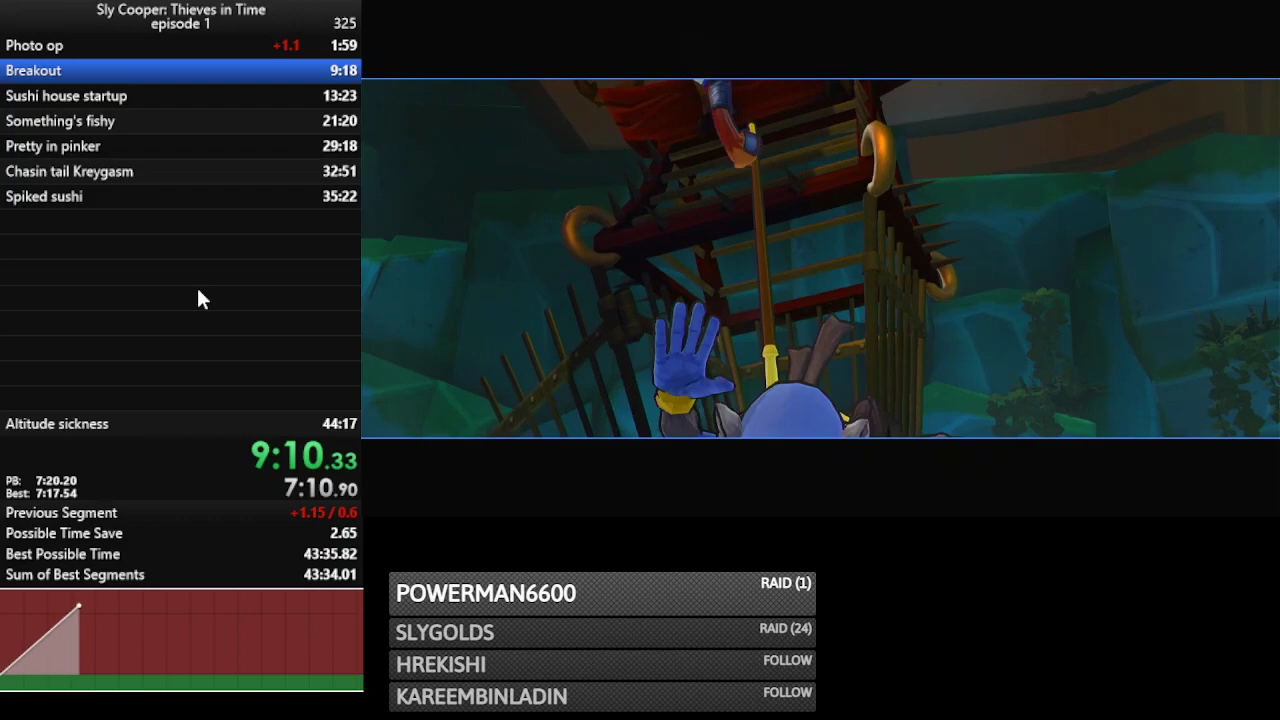 Sly Cooper: Thieves in Time
episode 1 325
Photo op +1.1 1:59
Breakout 9:18
Sushi house startup 13:23
Something's fishy 21:20
Pretty in pinker 29:18
Chasin tail Kreygasm 32:51
Spiked sushi 35:22
Altitude sickness 44:17
9:10.33
PB: 7:20.20
Best: 7:17.54
7:10.90
Previous Segment +1.15 / 0.6
Possible Time Save 2.65
Best Possible Time 43:35.82
Sum of Best Segments 43:34.01
POWERMAN6600 RAID (1)
SLYGOLDS RAID (24)
HREKISHI FOLLOW
KAREEMBINLADIN FOLLOW